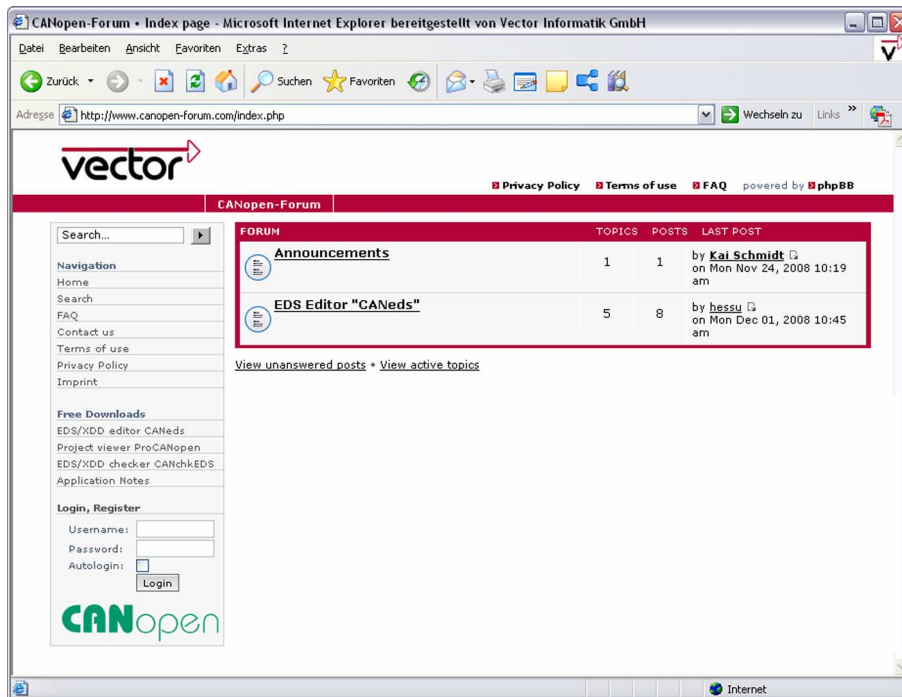 CANopen-Forum • Index page - Microsoft Internet Explorer bereitgestellt von Vector Informatik GmbH
Datei Bearbeiten Ansicht Favoriten Extras ?
Zurück Suchen Favoriten
Adresse http://www.canopen-forum.com/index.php Wechseln zu Links »
vector
Privacy Policy Terms of use FAQ powered by phpBB
CANopen-Forum
Search...
Navigation
Home
Search
FAQ
Contact us
Terms of use
Privacy Policy
Imprint
Free Downloads
EDS/XDD editor CANeds
Project viewer ProCANopen
EDS/XDD checker CANchkEDS
Application Notes
Login, Register
Username:
Password:
Autologin:
Login
CANopen
FORUM TOPICS POSTS LAST POST
Announcements 1 1 by Kai Schmidt
on Mon Nov 24, 2008 10:19
am
EDS Editor "CANeds" 5 8 by hessu
on Mon Dec 01, 2008 10:45
am
View unanswered posts • View active topics
Internet